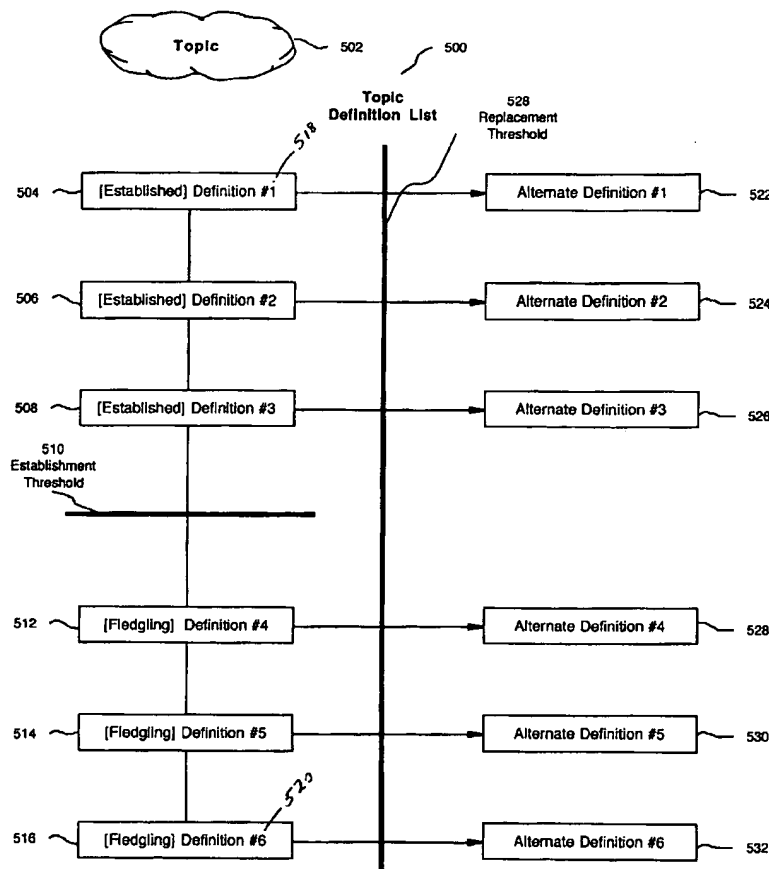 Topic
502
500
Topic
Definition List
528
Replacement
Threshold
518
504
[Established] Definition #1
Alternate Definition #1
522
506
[Established] Definition #2
Alternate Definition #2
524
508
[Established] Definition #3
Alternate Definition #3
526
510
Establishment
Threshold
512
[Fledgling] Definition #4
Alternate Definition #4
528
514
[Fledgling] Definition #5
Alternate Definition #5
530
520
516
[Fledgling] Definition #6
Alternate Definition #6
532